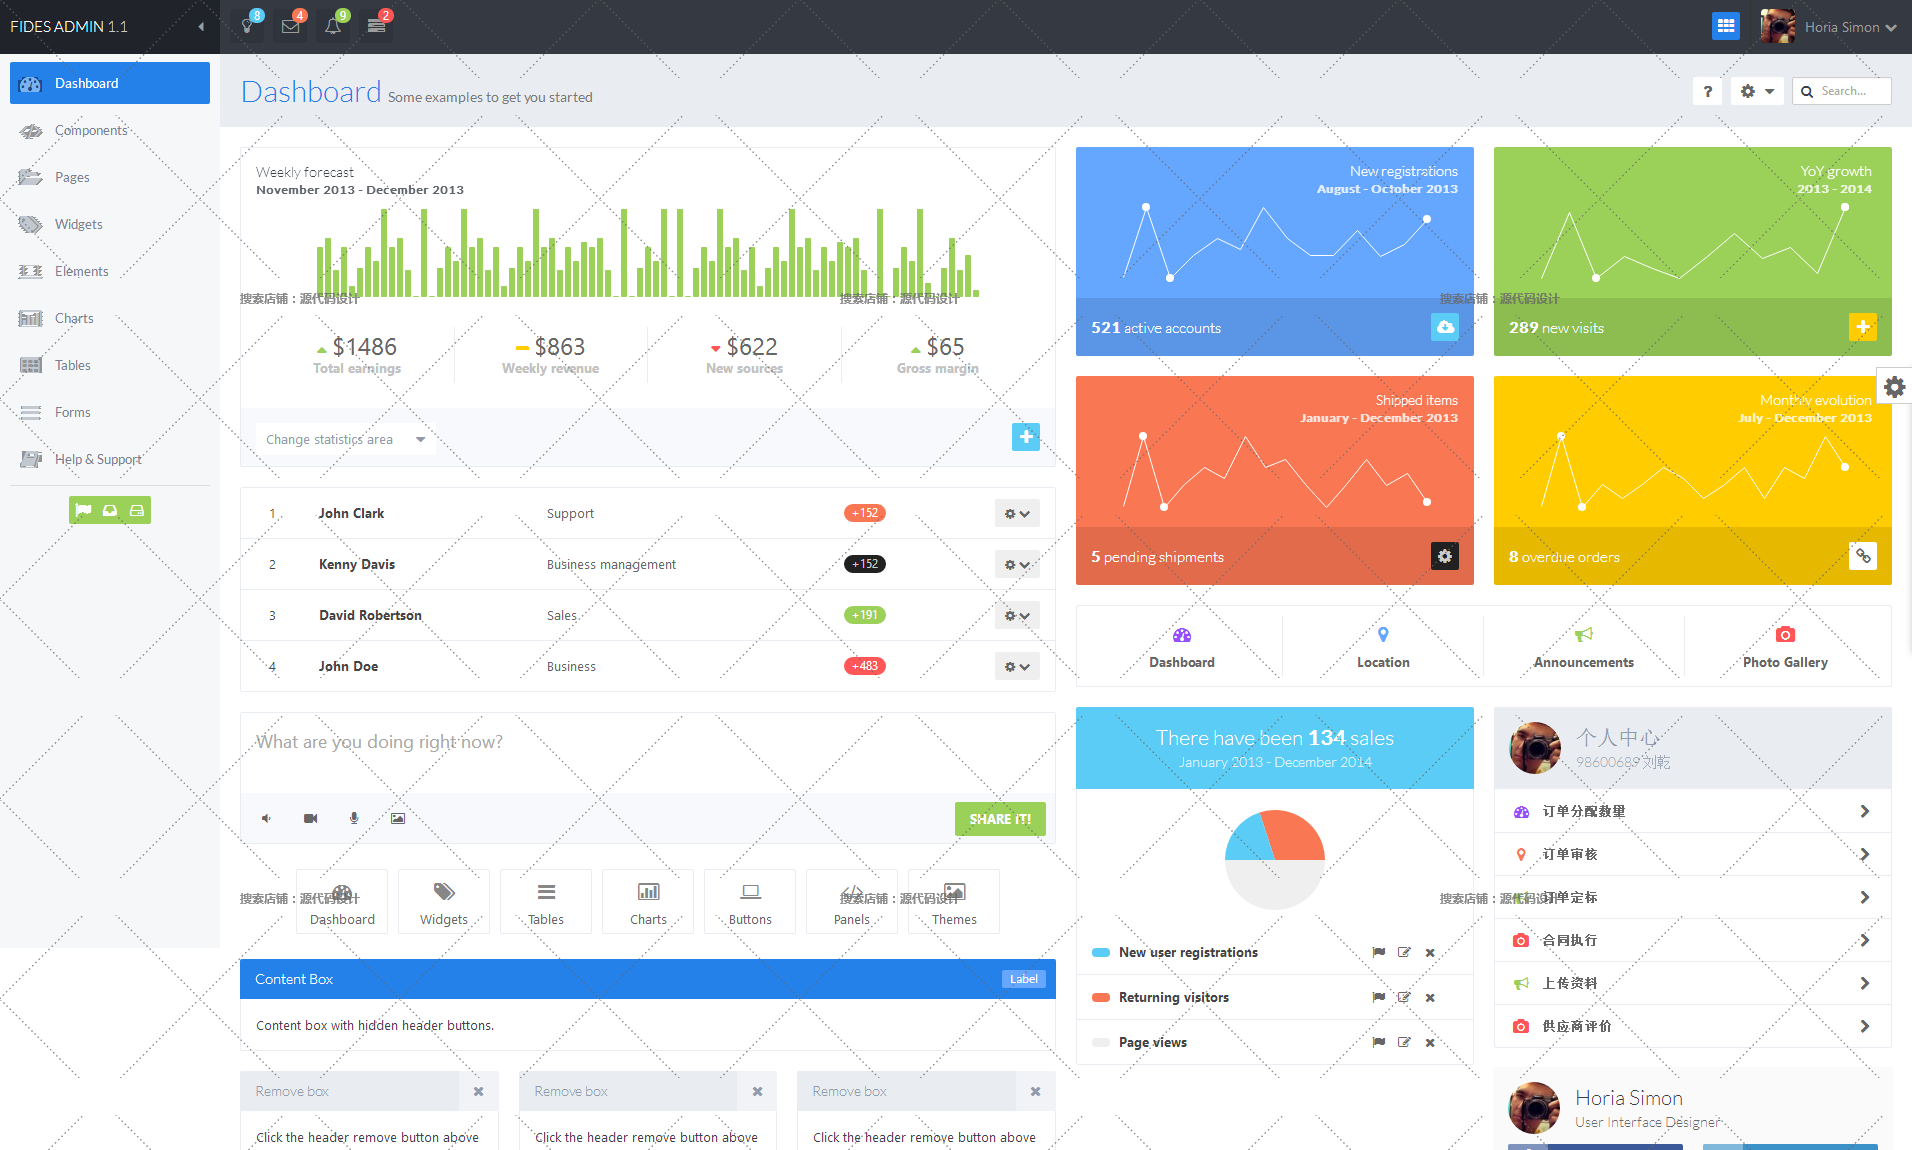 FIDES ADMIN 1.1
8
4
9
2
Horia Simon
Dashboard
Components
Pages
Widgets
Elements
Charts
Tables
Forms
Help & Support
Dashboard Some examples to get you started
?
Search...
Weekly forecast
November 2013 - December 2013
搜索店铺：源代码设计
搜索店铺：源代码设计
搜索店铺：源代码设计
$1486
Total earnings
$863
Weekly revenue
$622
New sources
$65
Gross margin
Change statistics area
New registrations
August - October 2013
521 active accounts
YoY growth
2013 - 2014
289 new visits
Shipped items
January - December 2013
5 pending shipments
Monthly evolution
July - December 2013
8 overdue orders
1 John Clark Support +152
2 Kenny Davis Business management +152
3 David Robertson Sales +191
4 John Doe Business +483
Dashboard
Location
Announcements
Photo Gallery
What are you doing right now?
SHARE IT!
搜索店铺：源代码设计
搜索店铺：源代码设计
搜索店铺：源代码设计
Dashboard
Widgets
Tables
Charts
Buttons
Panels
Themes
Content Box
Label
Content box with hidden header buttons.
Remove box
Click the header remove button above
Remove box
Click the header remove button above
Remove box
Click the header remove button above
There have been 134 sales
January 2013 - December 2014
New user registrations
Returning visitors
Page views
个人中心
98600689 刘乾
订单分配数量
订单审核
订单定标
合同执行
上传资料
供应商评价
Horia Simon
User Interface Designer